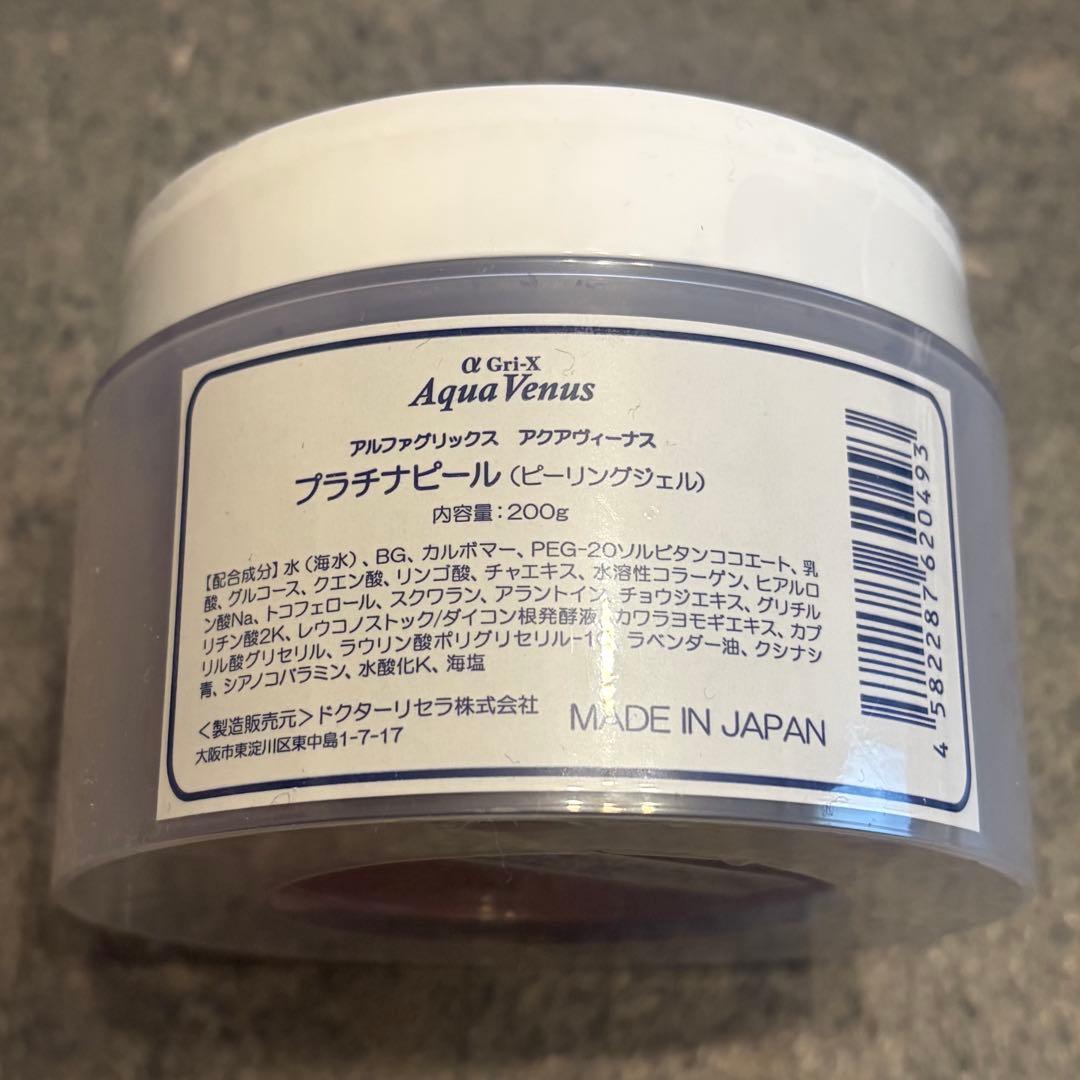 α Gri-X
Aqua Venus
アルファグリックス アクアヴィーナス
プラチナピール（ピーリングジェル）
内容量：200g
【配合成分】水（海水）、BG、カルボマー、PEG-20ソルビタンココエート、乳
酸、グルコース、クエン酸、リンゴ酸、チャエキス、水溶性コラーゲン、ヒアルロ
ン酸Na、トコフェロール、スクワラン、アラントイン、チョウジエキス、グリチル
リチン酸2K、レウコノストック/ダイコン根発酵液、カワラヨモギエキス、カプ
リル酸グリセリル、ラウリン酸ポリグリセリル-10、ラベンダー油、クシナシ
青、シアノコバラミン、水酸化K、海塩
＜製造販売元＞ドクターリセラ株式会社
大阪市東淀川区東中島1-7-17
MADE IN JAPAN
4 582287 620493